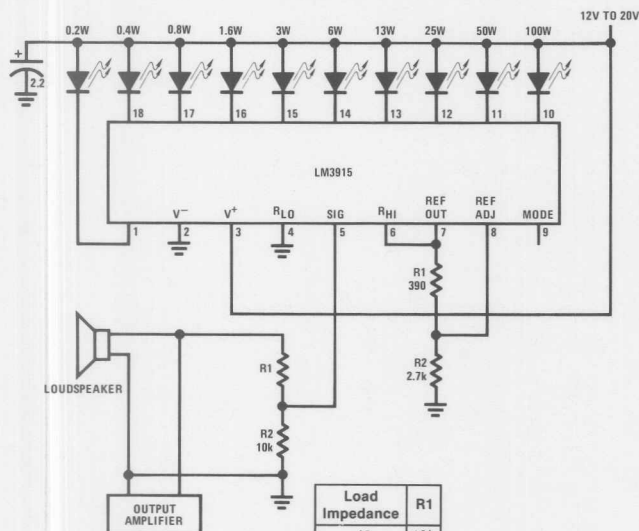 12V TO 20V
0.2W 0.4W 0.8W 1.6W 3W 6W 13W 25W 50W 100W
+
2.2
18 17 16 15 14 13 12 11 10
LM3915
V− V+ RLO SIG RHI REF OUT REF ADJ MODE
1 2 3 4 5 6 7 8 9
R1
390
R2
2.7k
LOUDSPEAKER
R1
R2
10k
OUTPUT
AMPLIFIER
Load
Impedance
R1